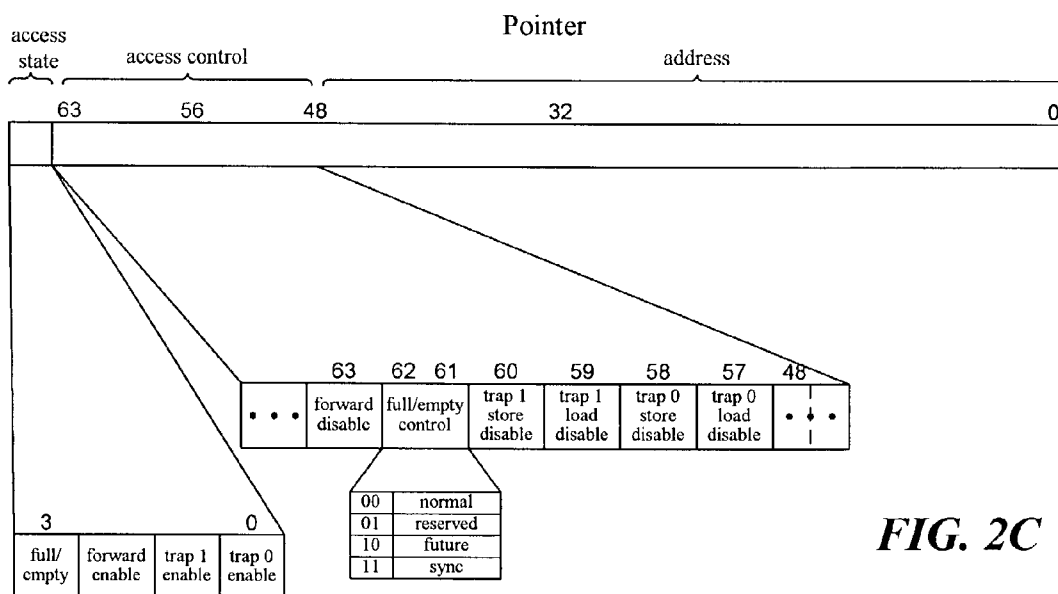 Pointer
access
state
access control
address
63 56 48 32 0
63 62 61 60 59 58 57 48
• • •
forward
disable
full/empty
control
trap 1
store
disable
trap 1
load
disable
trap 0
store
disable
trap 0
load
disable
• • •
00 normal
01 reserved
10 future
11 sync
3 0
full/
empty
forward
enable
trap 1
enable
trap 0
enable
FIG. 2C